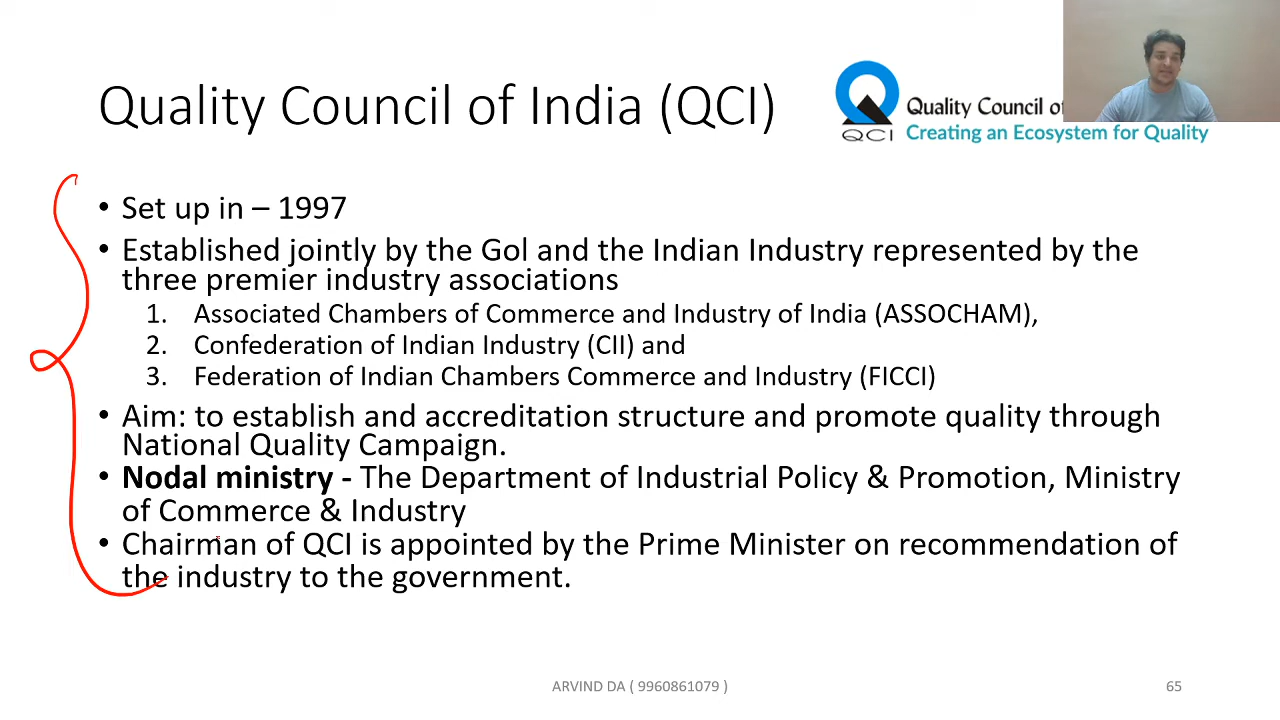 Quality Council of India (QCI)
QCI
Quality Council of
Creating an Ecosystem for Quality
• Set up in – 1997
• Established jointly by the GoI and the Indian Industry represented by the
three premier industry associations
1. Associated Chambers of Commerce and Industry of India (ASSOCHAM),
2. Confederation of Indian Industry (CII) and
3. Federation of Indian Chambers Commerce and Industry (FICCI)
• Aim: to establish and accreditation structure and promote quality through
National Quality Campaign.
• Nodal ministry - The Department of Industrial Policy & Promotion, Ministry
of Commerce & Industry
• Chairman of QCI is appointed by the Prime Minister on recommendation of
the industry to the government.
ARVIND DA ( 9960861079 )
65